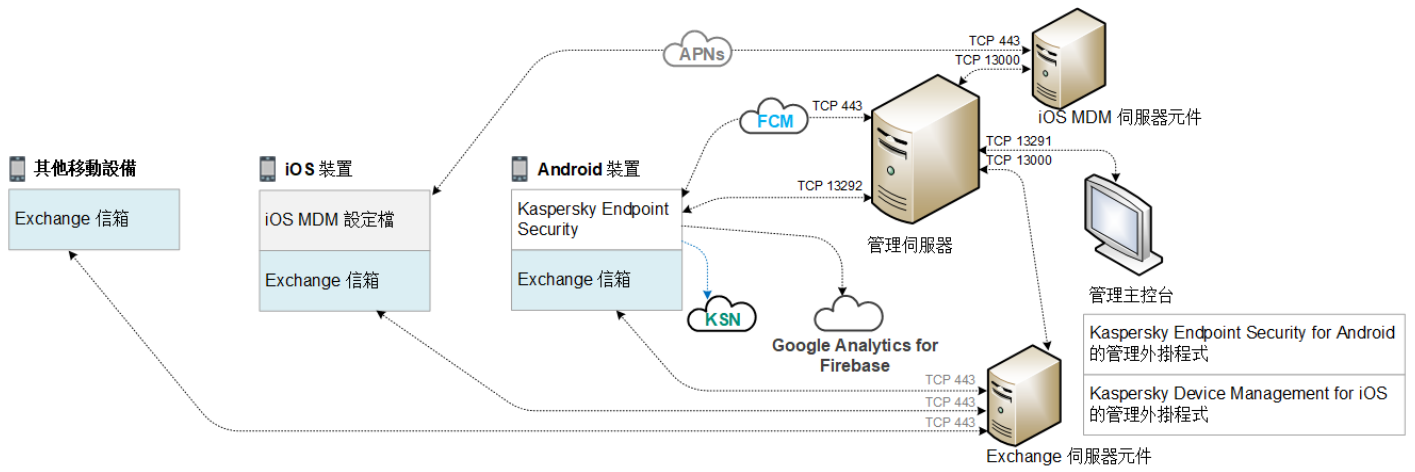 APNs
TCP 443
TCP 13000
iOS MDM 伺服器元件
FCM
TCP 443
TCP 13291
TCP 13000
其他移動設備
iOS 裝置
Android 裝置
TCP 13292
Exchange 信箱
iOS MDM 設定檔
Kaspersky Endpoint
Security
管理伺服器
Exchange 信箱
Exchange 信箱
管理主控台
KSN
Google Analytics for
Firebase
Kaspersky Endpoint Security for Android
的管理外掛程式
TCP 443
TCP 443
TCP 443
Kaspersky Device Management for iOS
的管理外掛程式
Exchange 伺服器元件